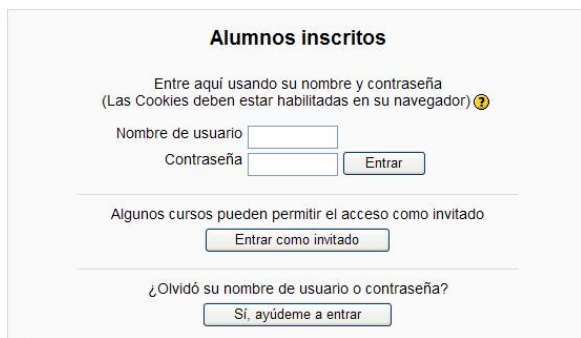 Alumnos inscritos
Entre aquí usando su nombre y contraseña
(Las Cookies deben estar habilitadas en su navegador) ?
Nombre de usuario
Contraseña Entrar
Algunos cursos pueden permitir el acceso como invitado
Entrar como invitado
¿Olvidó su nombre de usuario o contraseña?
Sí, ayúdeme a entrar